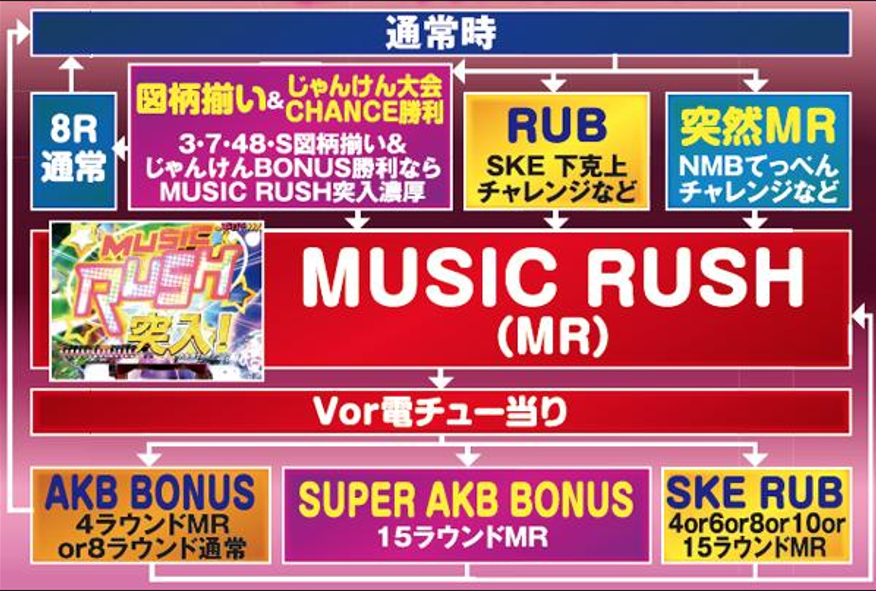 通常時
8R
通常
図柄揃い&じゃんけん大会
CHANCE勝利
3・7・48・S図柄揃い&
じゃんけんBONUS勝利なら
MUSIC RUSH突入濃厚
RUB
SKE 下克上
チャレンジなど
突然MR
NMBてっぺん
チャレンジなど
MUSIC
RUSH
突入!
MUSIC RUSH
(MR)
Vor電チュー当り
AKB BONUS
4ラウンドMR
or8ラウンド通常
SUPER AKB BONUS
15ラウンドMR
SKE RUB
4or6or8or10or
15ラウンドMR